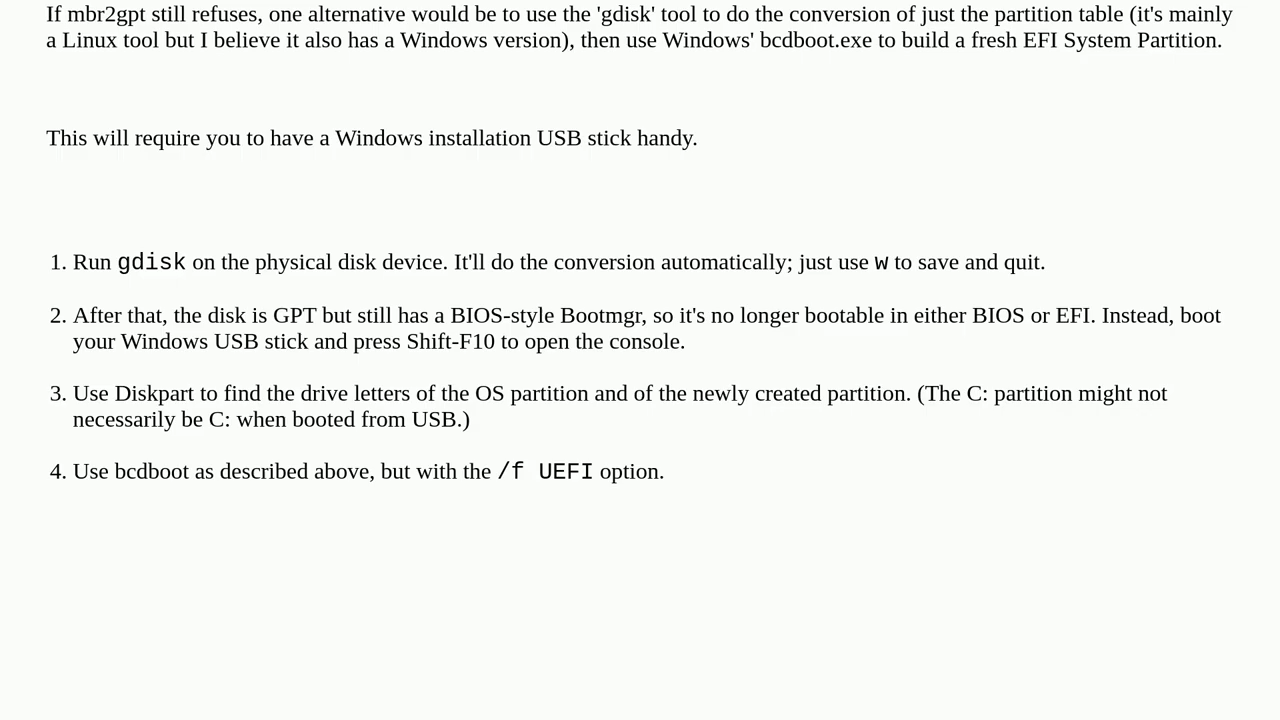 If mbr2gpt still refuses, one alternative would be to use the 'gdisk' tool to do the conversion of just the partition table (it's mainly
a Linux tool but I believe it also has a Windows version), then use Windows' bcdboot.exe to build a fresh EFI System Partition.
This will require you to have a Windows installation USB stick handy.
1. Run gdisk on the physical disk device. It'll do the conversion automatically; just use w to save and quit.
2. After that, the disk is GPT but still has a BIOS-style Bootmgr, so it's no longer bootable in either BIOS or EFI. Instead, boot
your Windows USB stick and press Shift-F10 to open the console.
3. Use Diskpart to find the drive letters of the OS partition and of the newly created partition. (The C: partition might not
necessarily be C: when booted from USB.)
4. Use bcdboot as described above, but with the /f UEFI option.